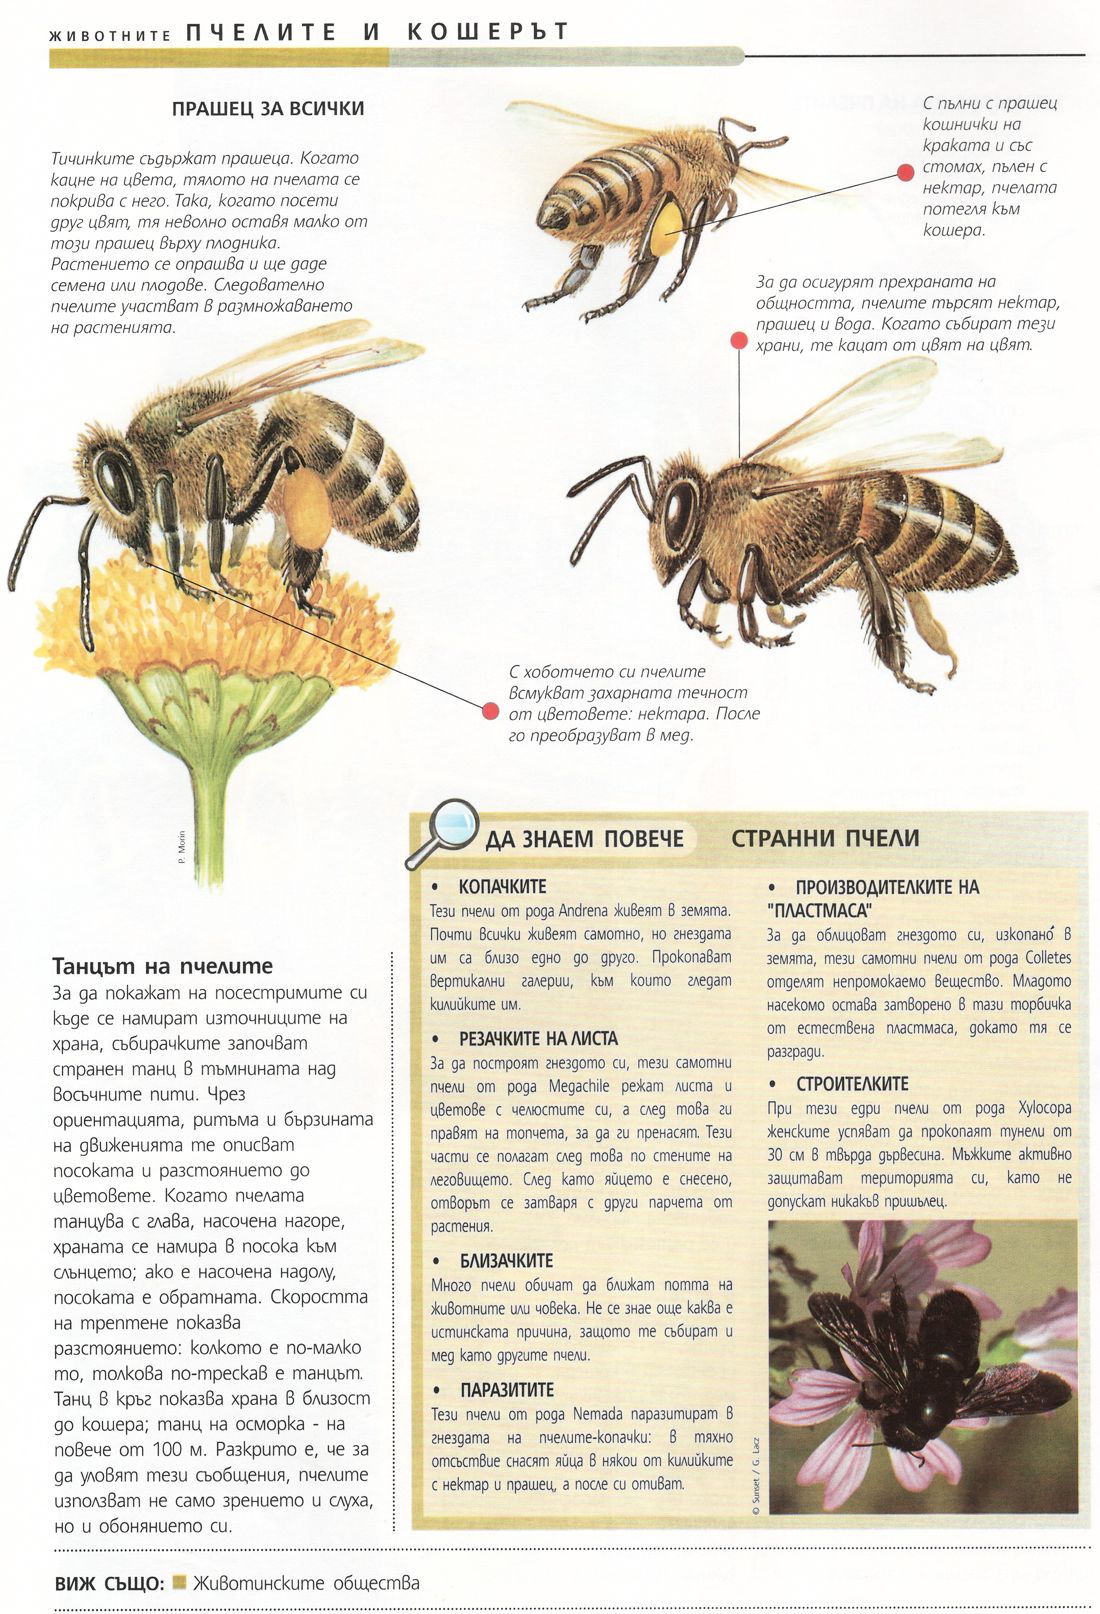 ЖИВОТНИТЕ ПЧЕЛИТЕ И КОШЕРЪТ
ПРАШЕЦ ЗА ВСИЧКИ
Тичинките съдържат прашеца. Когато
кацне на цвета, тялото на пчелата се
покрива с него. Така, когато посети
друг цвят, тя неволно оставя малко от
този прашец върху плодника.
Растението се опрашва и ще даде
семена или плодове. Следователно
пчелите участват в размножаването
на растенията.
С пълни с прашец
кошнички на
краката и със
стомах, пълен с
нектар, пчелата
потегля към
кошера.
За да осигурят прехраната на
общността, пчелите търсят нектар,
прашец и вода. Когато събират тези
храни, те кацат от цвят на цвят.
С хоботчето си пчелите
всмукват захарната течност
от цветовете: нектара. После
го преобразуват в мед.
P. Morin
Танцът на пчелите
За да покажат на посестримите си
къде се намират източниците на
храна, събирачките започват
странен танц в тъмнината над
восъчните пити. Чрез
ориентацията, ритъма и бързината
на движенията те описват
посоката и разстоянието до
цветовете. Когато пчелата
танцува с глава, насочена нагоре,
храната се намира в посока към
слънцето; ако е насочена надолу,
посоката е обратната. Скоростта
на трептене показва
разстоянието: колкото е по-малко
то, толкова по-трескав е танцът.
Танц в кръг показва храна в близост
до кошера; танц на осморка - на
повече от 100 м. Разкрито е, че за
да уловят тези съобщения, пчелите
използват не само зрението и слуха,
но и обонянието си.
ДА ЗНАЕМ ПОВЕЧЕ СТРАННИ ПЧЕЛИ
• КОПАЧКИТЕ
Тези пчели от рода Andrena живеят в земята.
Почти всички живеят самотно, но гнездата
им са близо едно до друго. Прокопават
вертикални галерии, към които гледат
килийките им.
• РЕЗАЧКИТЕ НА ЛИСТА
За да построят гнездото си, тези самотни
пчели от рода Megachile режат листа и
цветове с челюстите си, а след това ги
правят на топчета, за да ги пренасят. Тези
части се полагат след това по стените на
леговището. След като яйцето е снесено,
отворът се затваря с други парчета от
растения.
• БЛИЗАЧКИТЕ
Много пчели обичат да ближат потта на
животните или човека. Не се знае още каква е
истинската причина, защото те събират и
мед като другите пчели.
• ПАРАЗИТИТЕ
Тези пчели от рода Nemada паразитират в
гнездата на пчелите-копачки: в тяхно
отсъствие снасят яйца в някои от килийките
с нектар и прашец, а после си отиват.
• ПРОИЗВОДИТЕЛКИТЕ НА
"ПЛАСТМАСА"
За да облицоват гнездото си, изкопано в
земята, тези самотни пчели от рода Colletes
отделят непромокаемо вещество. Младото
насекомо остава затворено в тази торбичка
от естествена пластмаса, докато тя се
разгради.
• СТРОИТЕЛКИТЕ
При тези едри пчели от рода Xylocopa
женските успяват да прокопаят тунели от
30 см в твърда дървесина. Мъжките активно
защитават територията си, като не
допускат никакъв пришълец.
© Sunset / G. Lacz
ВИЖ СЪЩО: Животинските общества